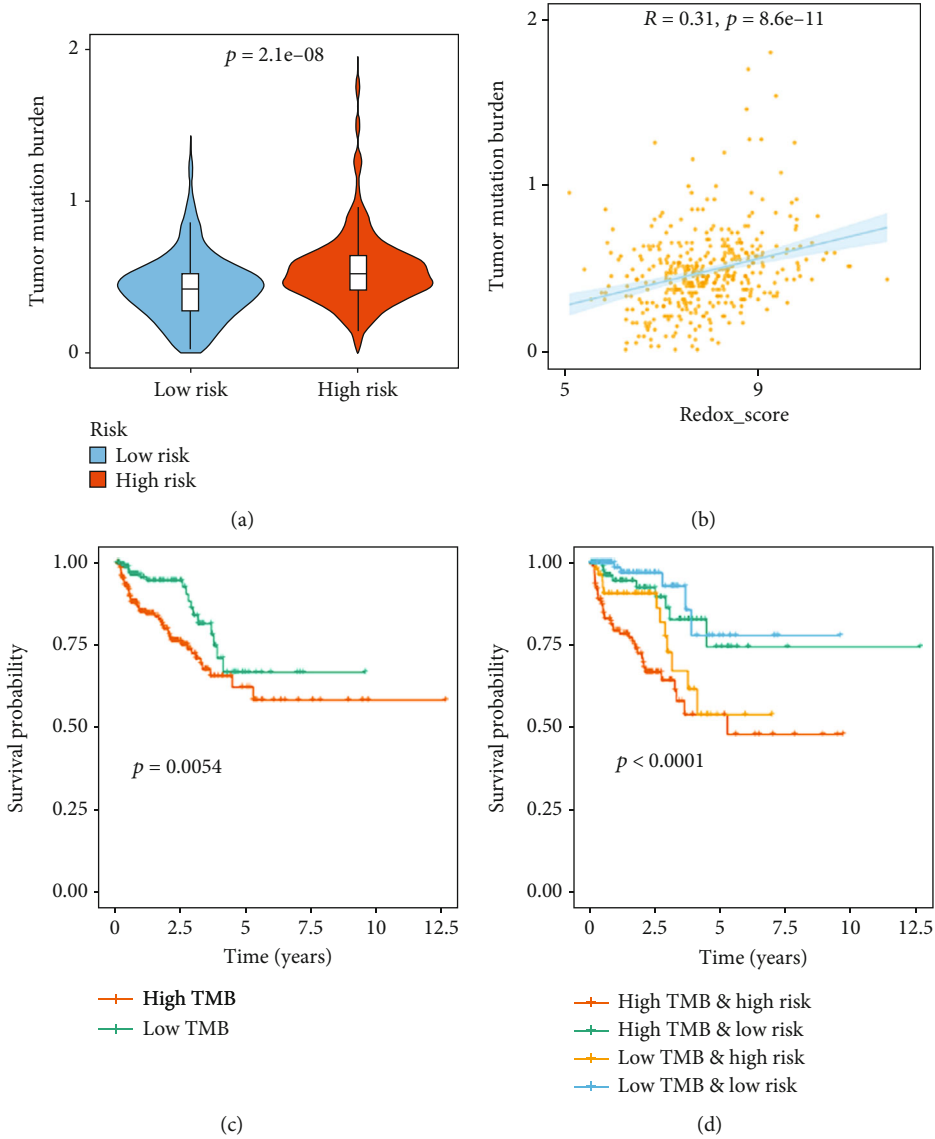 p = 2.1e–08
2
1
0
Tumor mutation burden
Low risk
High risk
Risk
Low risk
High risk
(a)
R = 0.31, p = 8.6e–11
2
1
0
Tumor mutation burden
5
9
Redox_score
(b)
1.00
0.75
0.50
0.25
0.00
Survival probability
p = 0.0054
0
2.5
5
7.5
10
12.5
Time (years)
High TMB
Low TMB
(c)
1.00
0.75
0.50
0.25
0.00
Survival probability
p < 0.0001
0
2.5
5
7.5
10
12.5
Time (years)
High TMB & high risk
High TMB & low risk
Low TMB & high risk
Low TMB & low risk
(d)